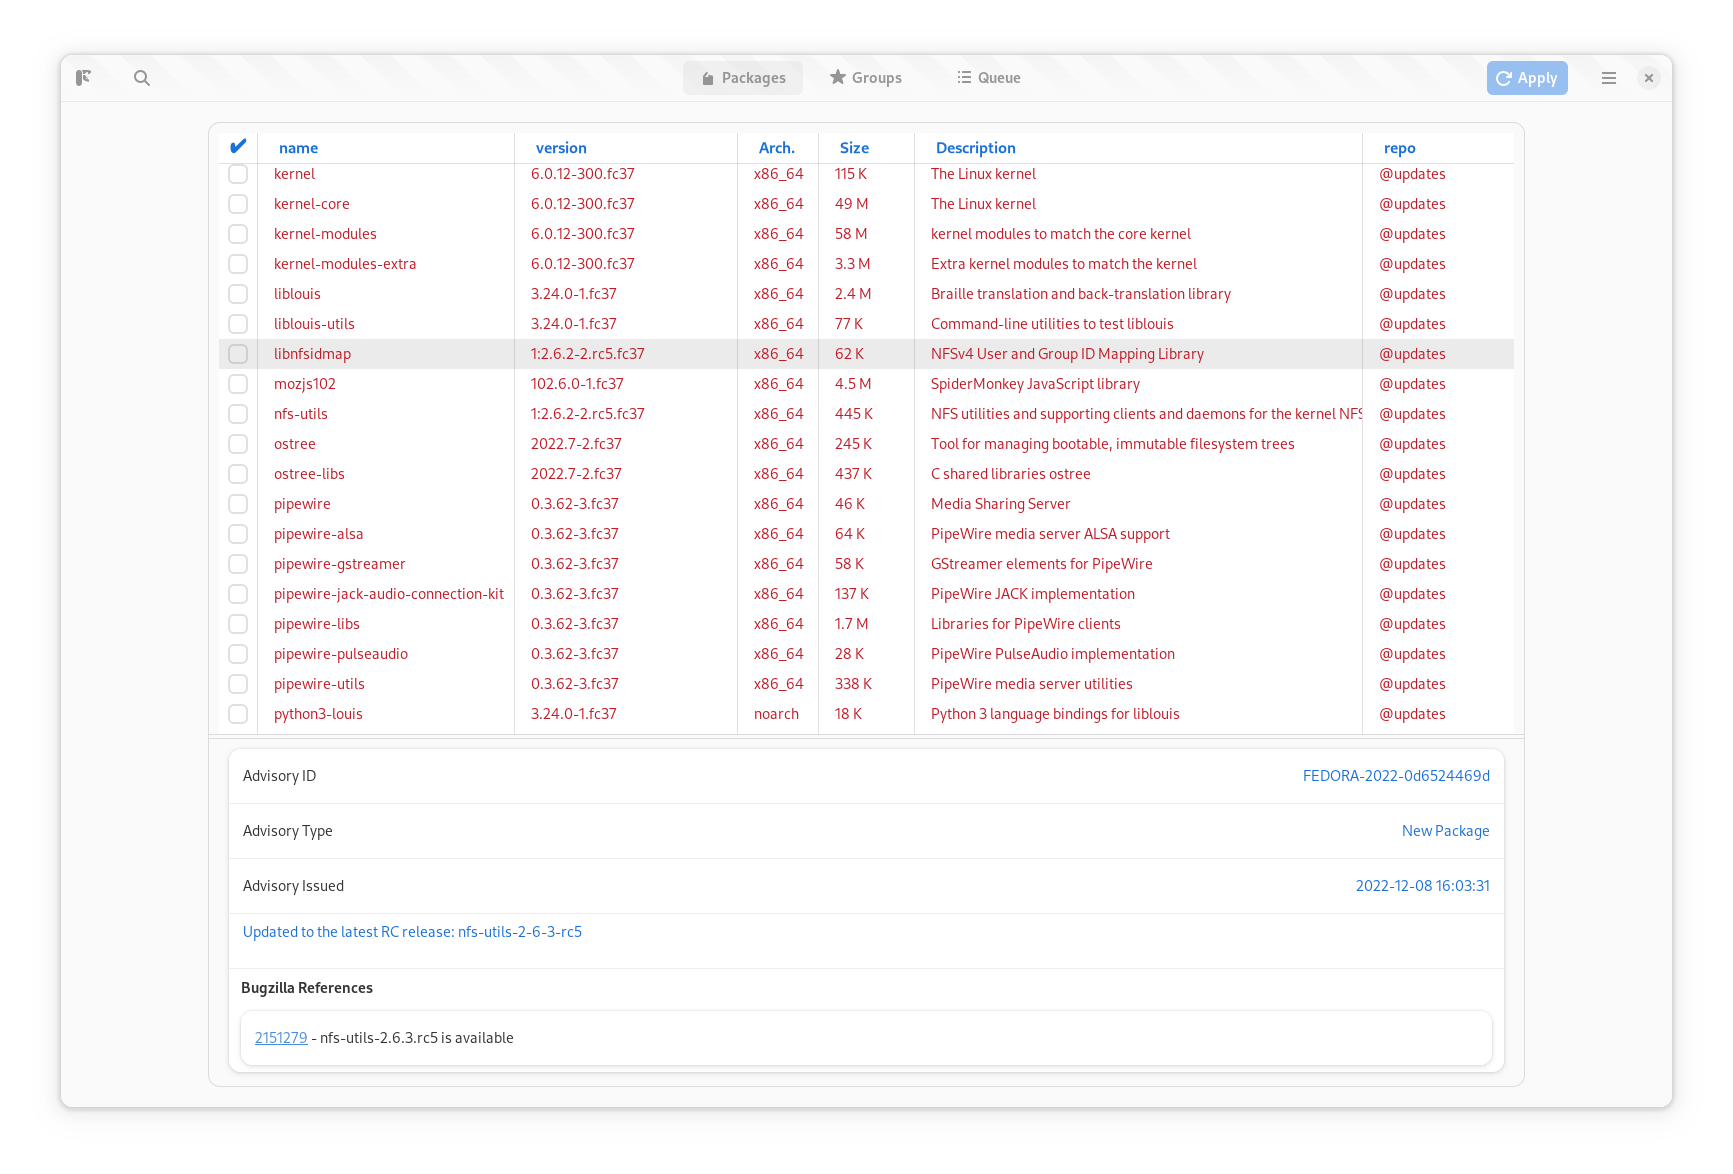 Packages Groups Queue Apply
✔ name version Arch. Size Description repo
kernel 6.0.12-300.fc37 x86_64 115 K The Linux kernel @updates
kernel-core 6.0.12-300.fc37 x86_64 49 M The Linux kernel @updates
kernel-modules 6.0.12-300.fc37 x86_64 58 M kernel modules to match the core kernel @updates
kernel-modules-extra 6.0.12-300.fc37 x86_64 3.3 M Extra kernel modules to match the kernel @updates
liblouis 3.24.0-1.fc37 x86_64 2.4 M Braille translation and back-translation library @updates
liblouis-utils 3.24.0-1.fc37 x86_64 77 K Command-line utilities to test liblouis @updates
libnfsidmap 1:2.6.2-2.rc5.fc37 x86_64 62 K NFSv4 User and Group ID Mapping Library @updates
mozjs102 102.6.0-1.fc37 x86_64 4.5 M SpiderMonkey JavaScript library @updates
nfs-utils 1:2.6.2-2.rc5.fc37 x86_64 445 K NFS utilities and supporting clients and daemons for the kernel NFS @updates
ostree 2022.7-2.fc37 x86_64 245 K Tool for managing bootable, immutable filesystem trees @updates
ostree-libs 2022.7-2.fc37 x86_64 437 K C shared libraries ostree @updates
pipewire 0.3.62-3.fc37 x86_64 46 K Media Sharing Server @updates
pipewire-alsa 0.3.62-3.fc37 x86_64 64 K PipeWire media server ALSA support @updates
pipewire-gstreamer 0.3.62-3.fc37 x86_64 58 K GStreamer elements for PipeWire @updates
pipewire-jack-audio-connection-kit 0.3.62-3.fc37 x86_64 137 K PipeWire JACK implementation @updates
pipewire-libs 0.3.62-3.fc37 x86_64 1.7 M Libraries for PipeWire clients @updates
pipewire-pulseaudio 0.3.62-3.fc37 x86_64 28 K PipeWire PulseAudio implementation @updates
pipewire-utils 0.3.62-3.fc37 x86_64 338 K PipeWire media server utilities @updates
python3-louis 3.24.0-1.fc37 noarch 18 K Python 3 language bindings for liblouis @updates
Advisory ID FEDORA-2022-0d6524469d
Advisory Type New Package
Advisory Issued 2022-12-08 16:03:31
Updated to the latest RC release: nfs-utils-2-6-3-rc5
Bugzilla References
2151279 - nfs-utils-2.6.3.rc5 is available